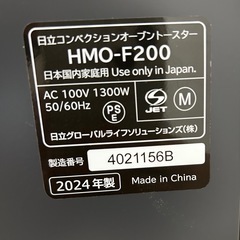 日立コンベクションオーブントースター
HMO-F200
日本国内家庭用 Use only in Japan.
AC 100V 1300W
50/60Hz
PS
E
S
JET
M
日立グローバルライフソリューションズ(株)
製造番号 4021156B
2024年製 Made in China